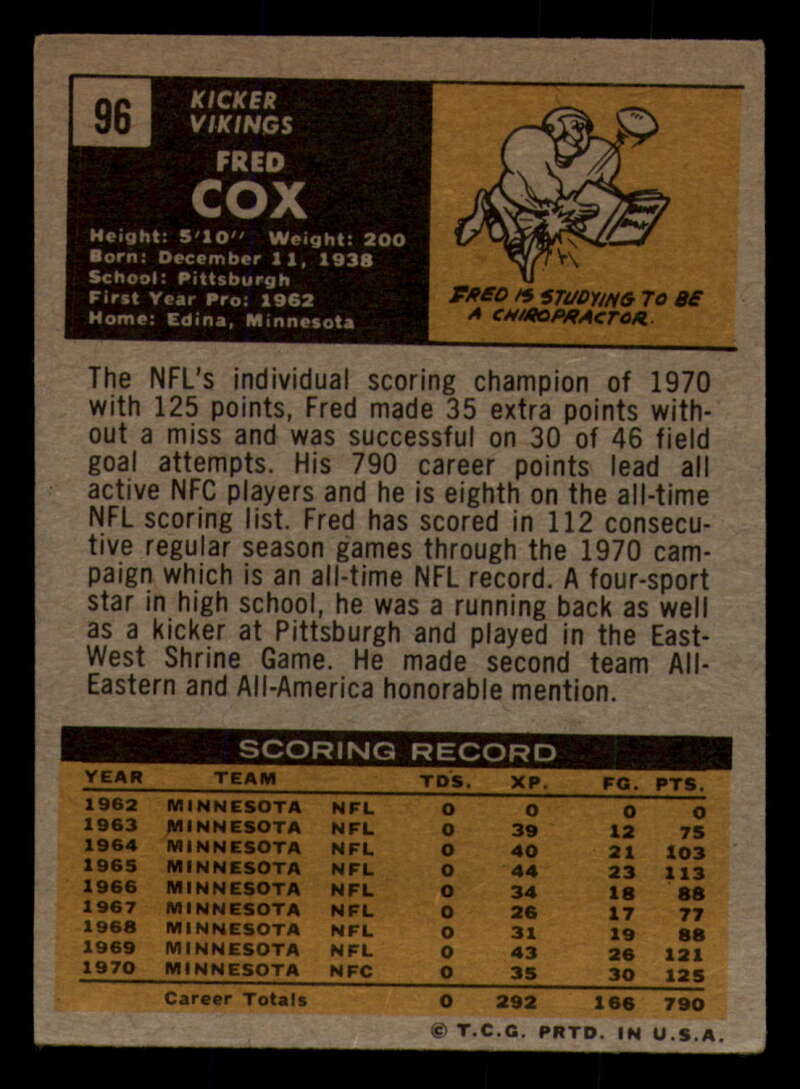 96
KICKER
VIKINGS
FRED
COX
Height: 5'10" Weight: 200
Born: December 11, 1938
School: Pittsburgh
First Year Pro: 1962
Home: Edina, Minnesota
FRED IS STUDYING TO BE
A CHIROPRACTOR.
The NFL's individual scoring champion of 1970
with 125 points, Fred made 35 extra points with-
out a miss and was successful on 30 of 46 field
goal attempts. His 790 career points lead all
active NFC players and he is eighth on the all-time
NFL scoring list. Fred has scored in 112 consecu-
tive regular season games through the 1970 cam-
paign which is an all-time NFL record. A four-sport
star in high school, he was a running back as well
as a kicker at Pittsburgh and played in the East-
West Shrine Game. He made second team All-
Eastern and All-America honorable mention.
SCORING RECORD
YEAR TEAM TDS. XP. FG. PTS.
1962 MINNESOTA NFL 0 0 0 0
1963 MINNESOTA NFL 0 39 12 75
1964 MINNESOTA NFL 0 40 21 103
1965 MINNESOTA NFL 0 44 23 113
1966 MINNESOTA NFL 0 34 18 88
1967 MINNESOTA NFL 0 26 17 77
1968 MINNESOTA NFL 0 31 19 88
1969 MINNESOTA NFL 0 43 26 121
1970 MINNESOTA NFC 0 35 30 125
Career Totals 0 292 166 790
© T.C.G. PRTD. IN U.S.A.